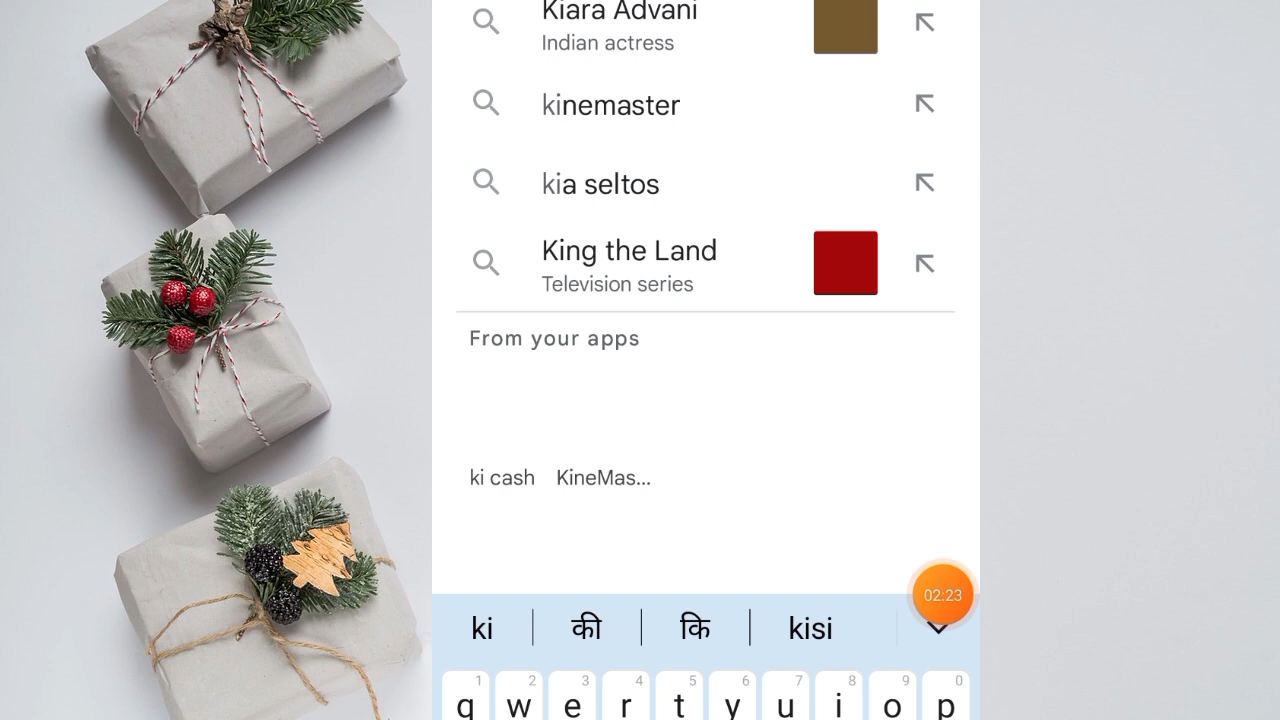 Kiara Advani
Indian actress
kinemaster
kia seltos
King the Land
Television series
From your apps
ki cash KineMas...
02:23
ki की कि kisi
1 2 3 4 5 6 7 8 9 0
q w e r t y u i o p